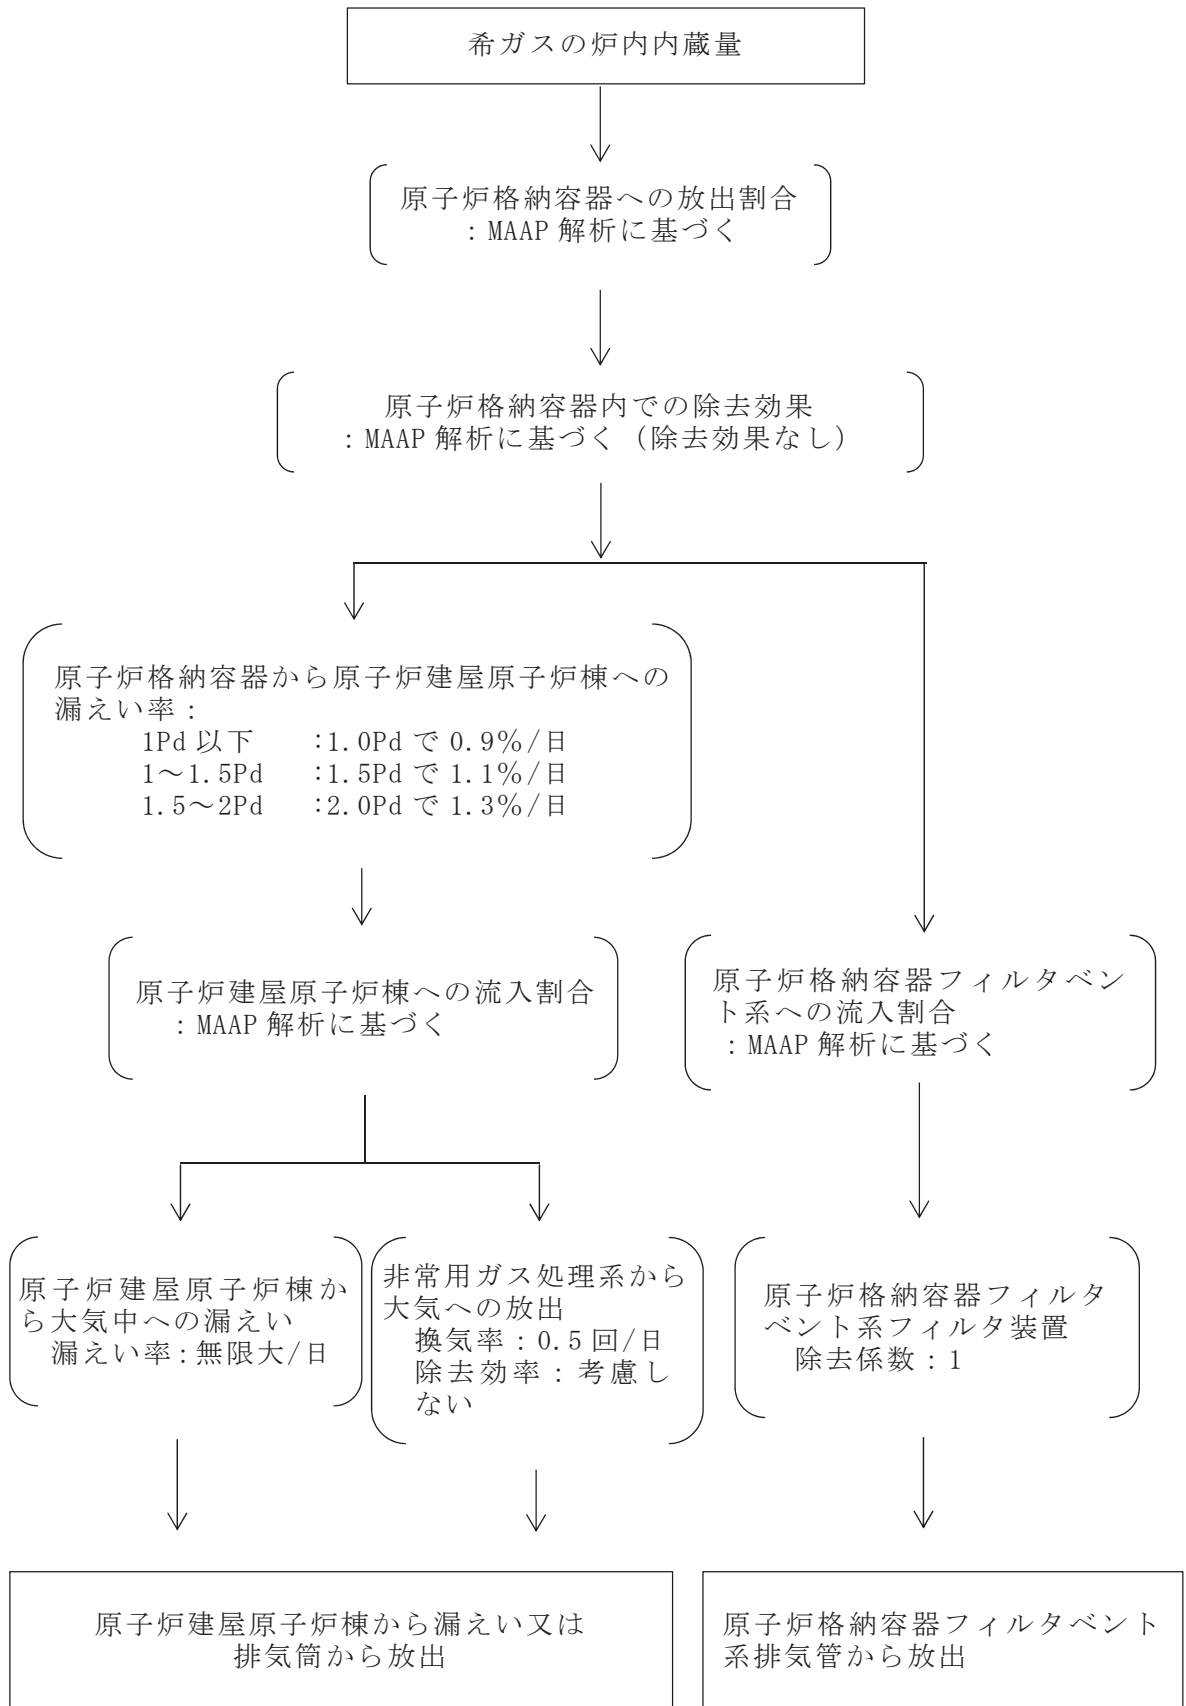 希ガスの炉内内蔵量
原子炉格納容器への放出割合
：MAAP 解析に基づく
原子炉格納容器内での除去効果
：MAAP 解析に基づく（除去効果なし）
原子炉格納容器から原子炉建屋原子炉棟への
漏えい率：
1Pd 以下　：1.0Pd で 0.9％/日
1～1.5Pd　：1.5Pd で 1.1％/日
1.5～2Pd　：2.0Pd で 1.3％/日
原子炉建屋原子炉棟への流入割合
：MAAP 解析に基づく
原子炉格納容器フィルタベン
ト系への流入割合
：MAAP 解析に基づく
原子炉建屋原子炉棟か
ら大気中への漏えい
漏えい率：無限大/日
非常用ガス処理系から
大気への放出
換気率：0.5 回/日
除去効率：考慮し
ない
原子炉格納容器フィルタ
ベント系フィルタ装置
除去係数：1
原子炉建屋原子炉棟から漏えい又は
排気筒から放出
原子炉格納容器フィルタベント
系排気管から放出